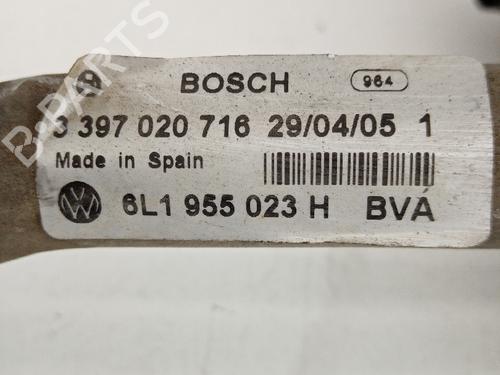 BOSCH 964
3 397 020 716 29/04/05 1
Made in Spain
6L1 955 023 H BVA
B-PARTS